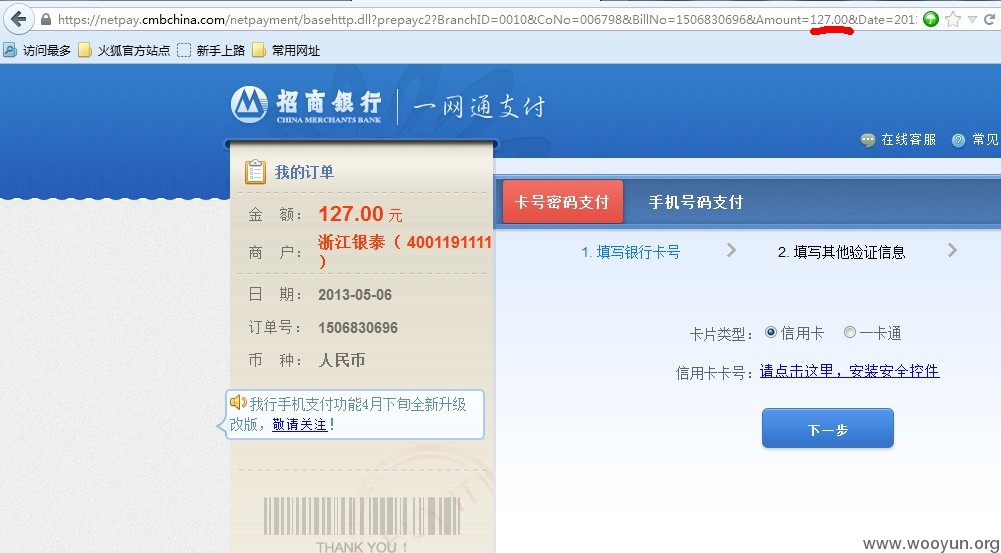 https://netpay.cmbchina.com/netpayment/basehttp.dll?prepayc2?BranchID=0010&CoNo=006798&BillNo=1506830696&Amount=127.00&Date=201
访问最多 火狐官方站点 新手上路 常用网址
招商银行 一网通支付
CHINA MERCHANTS BANK
在线客服 常见
我的订单
卡号密码支付 手机号码支付
金 额： 127.00 元
商 户： 浙江银泰（ 4001191111
）
1. 填写银行卡号 2. 填写其他验证信息
日 期： 2013-05-06
订单号： 1506830696
币 种： 人民币
卡片类型： 信用卡 一卡通
信用卡卡号： 请点击这里，安装安全控件
我行手机支付功能4月下旬全新升级
改版，敬请关注！
下一步
THANK YOU !
www.wooyun.org